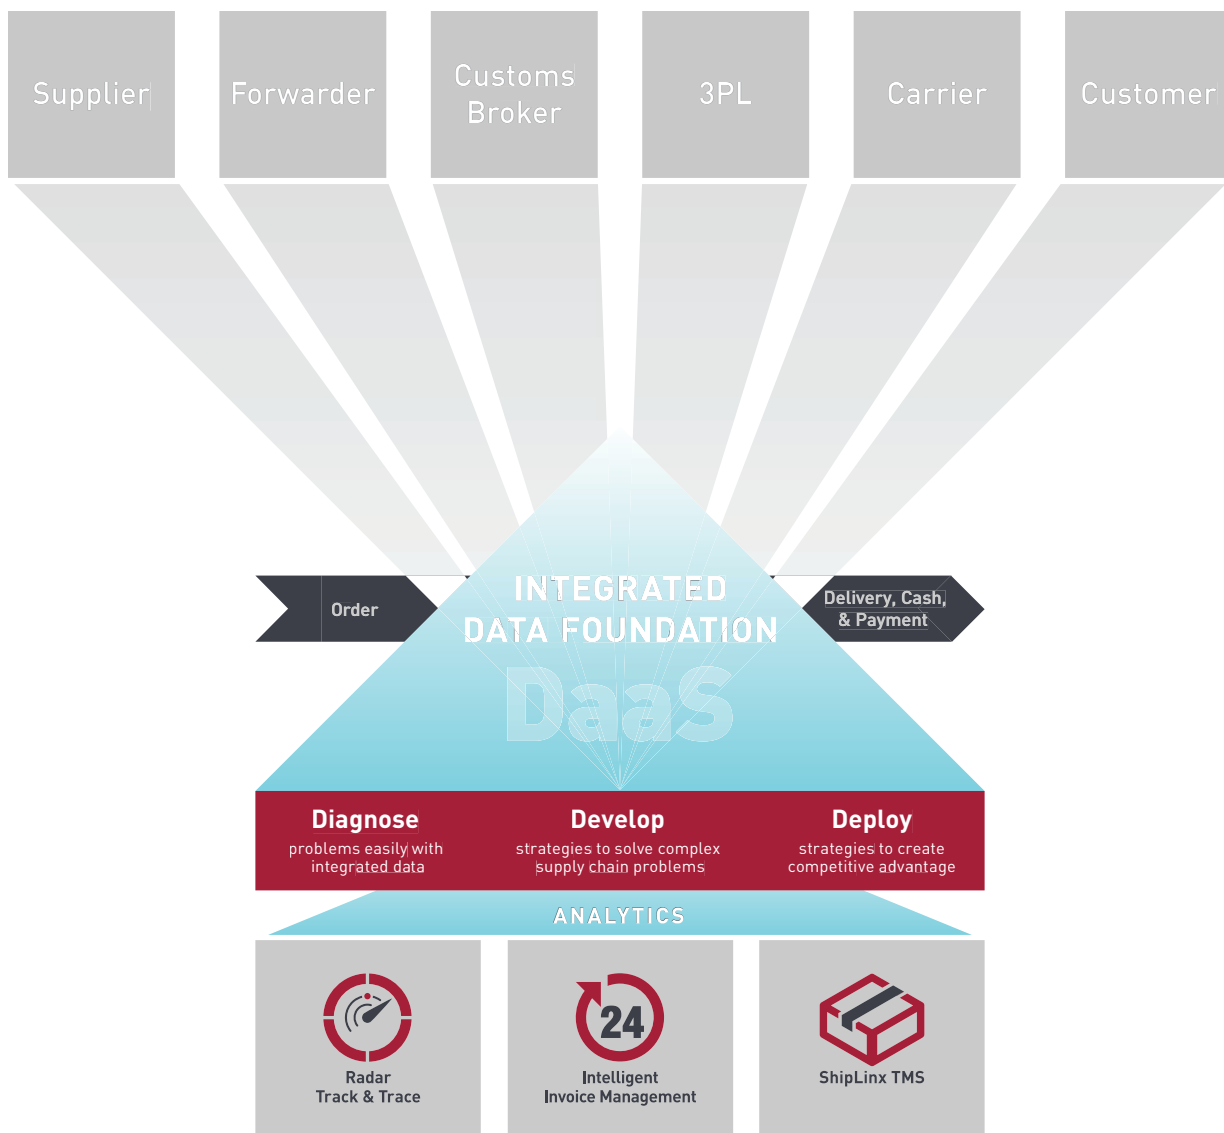 Supplier
Forwarder
Customs
Broker
3PL
Carrier
Customer
INTEGRATED
DATA FOUNDATION
DaaS
Order
Delivery, Cash,
& Payment
Diagnose
problems easily with
integrated data
Develop
strategies to solve complex
supply chain problems
Deploy
strategies to create
competitive advantage
ANALYTICS
Radar
Track & Trace
24
Intelligent
Invoice Management
ShipLinx TMS